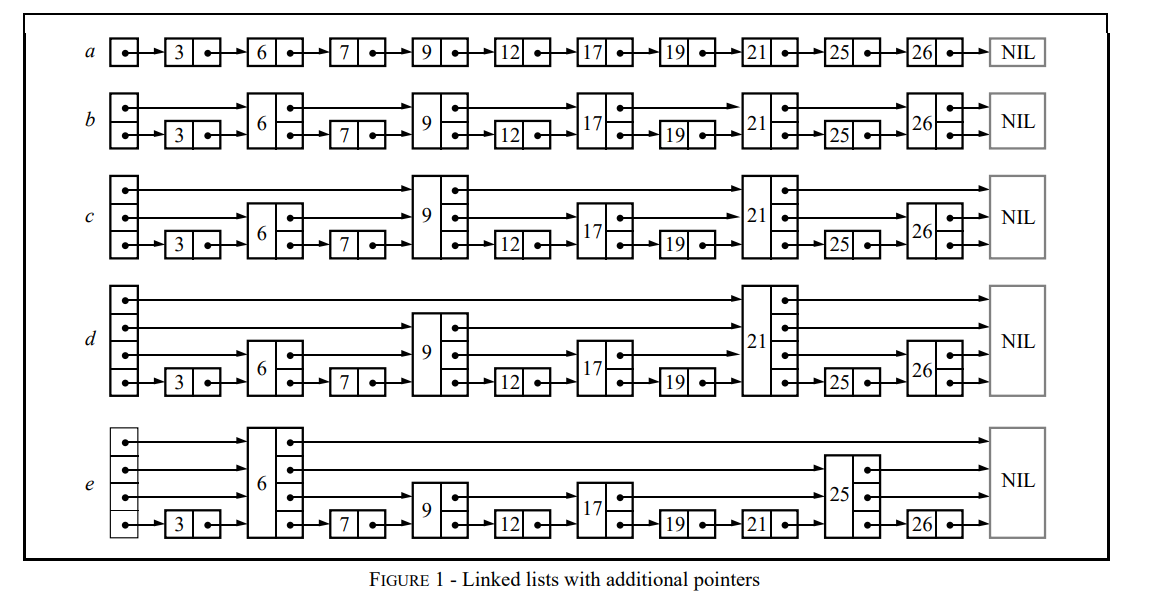 a 3 6 7 9 12 17 19 21 25 26 NIL
b 3 6 7 9 12 17 19 21 25 26 NIL
c 3 6 7 9 12 17 19 21 25 26 NIL
d 3 6 7 9 12 17 19 21 25 26 NIL
e 3 6 7 9 12 17 19 21 25 26 NIL
FIGURE 1 - Linked lists with additional pointers